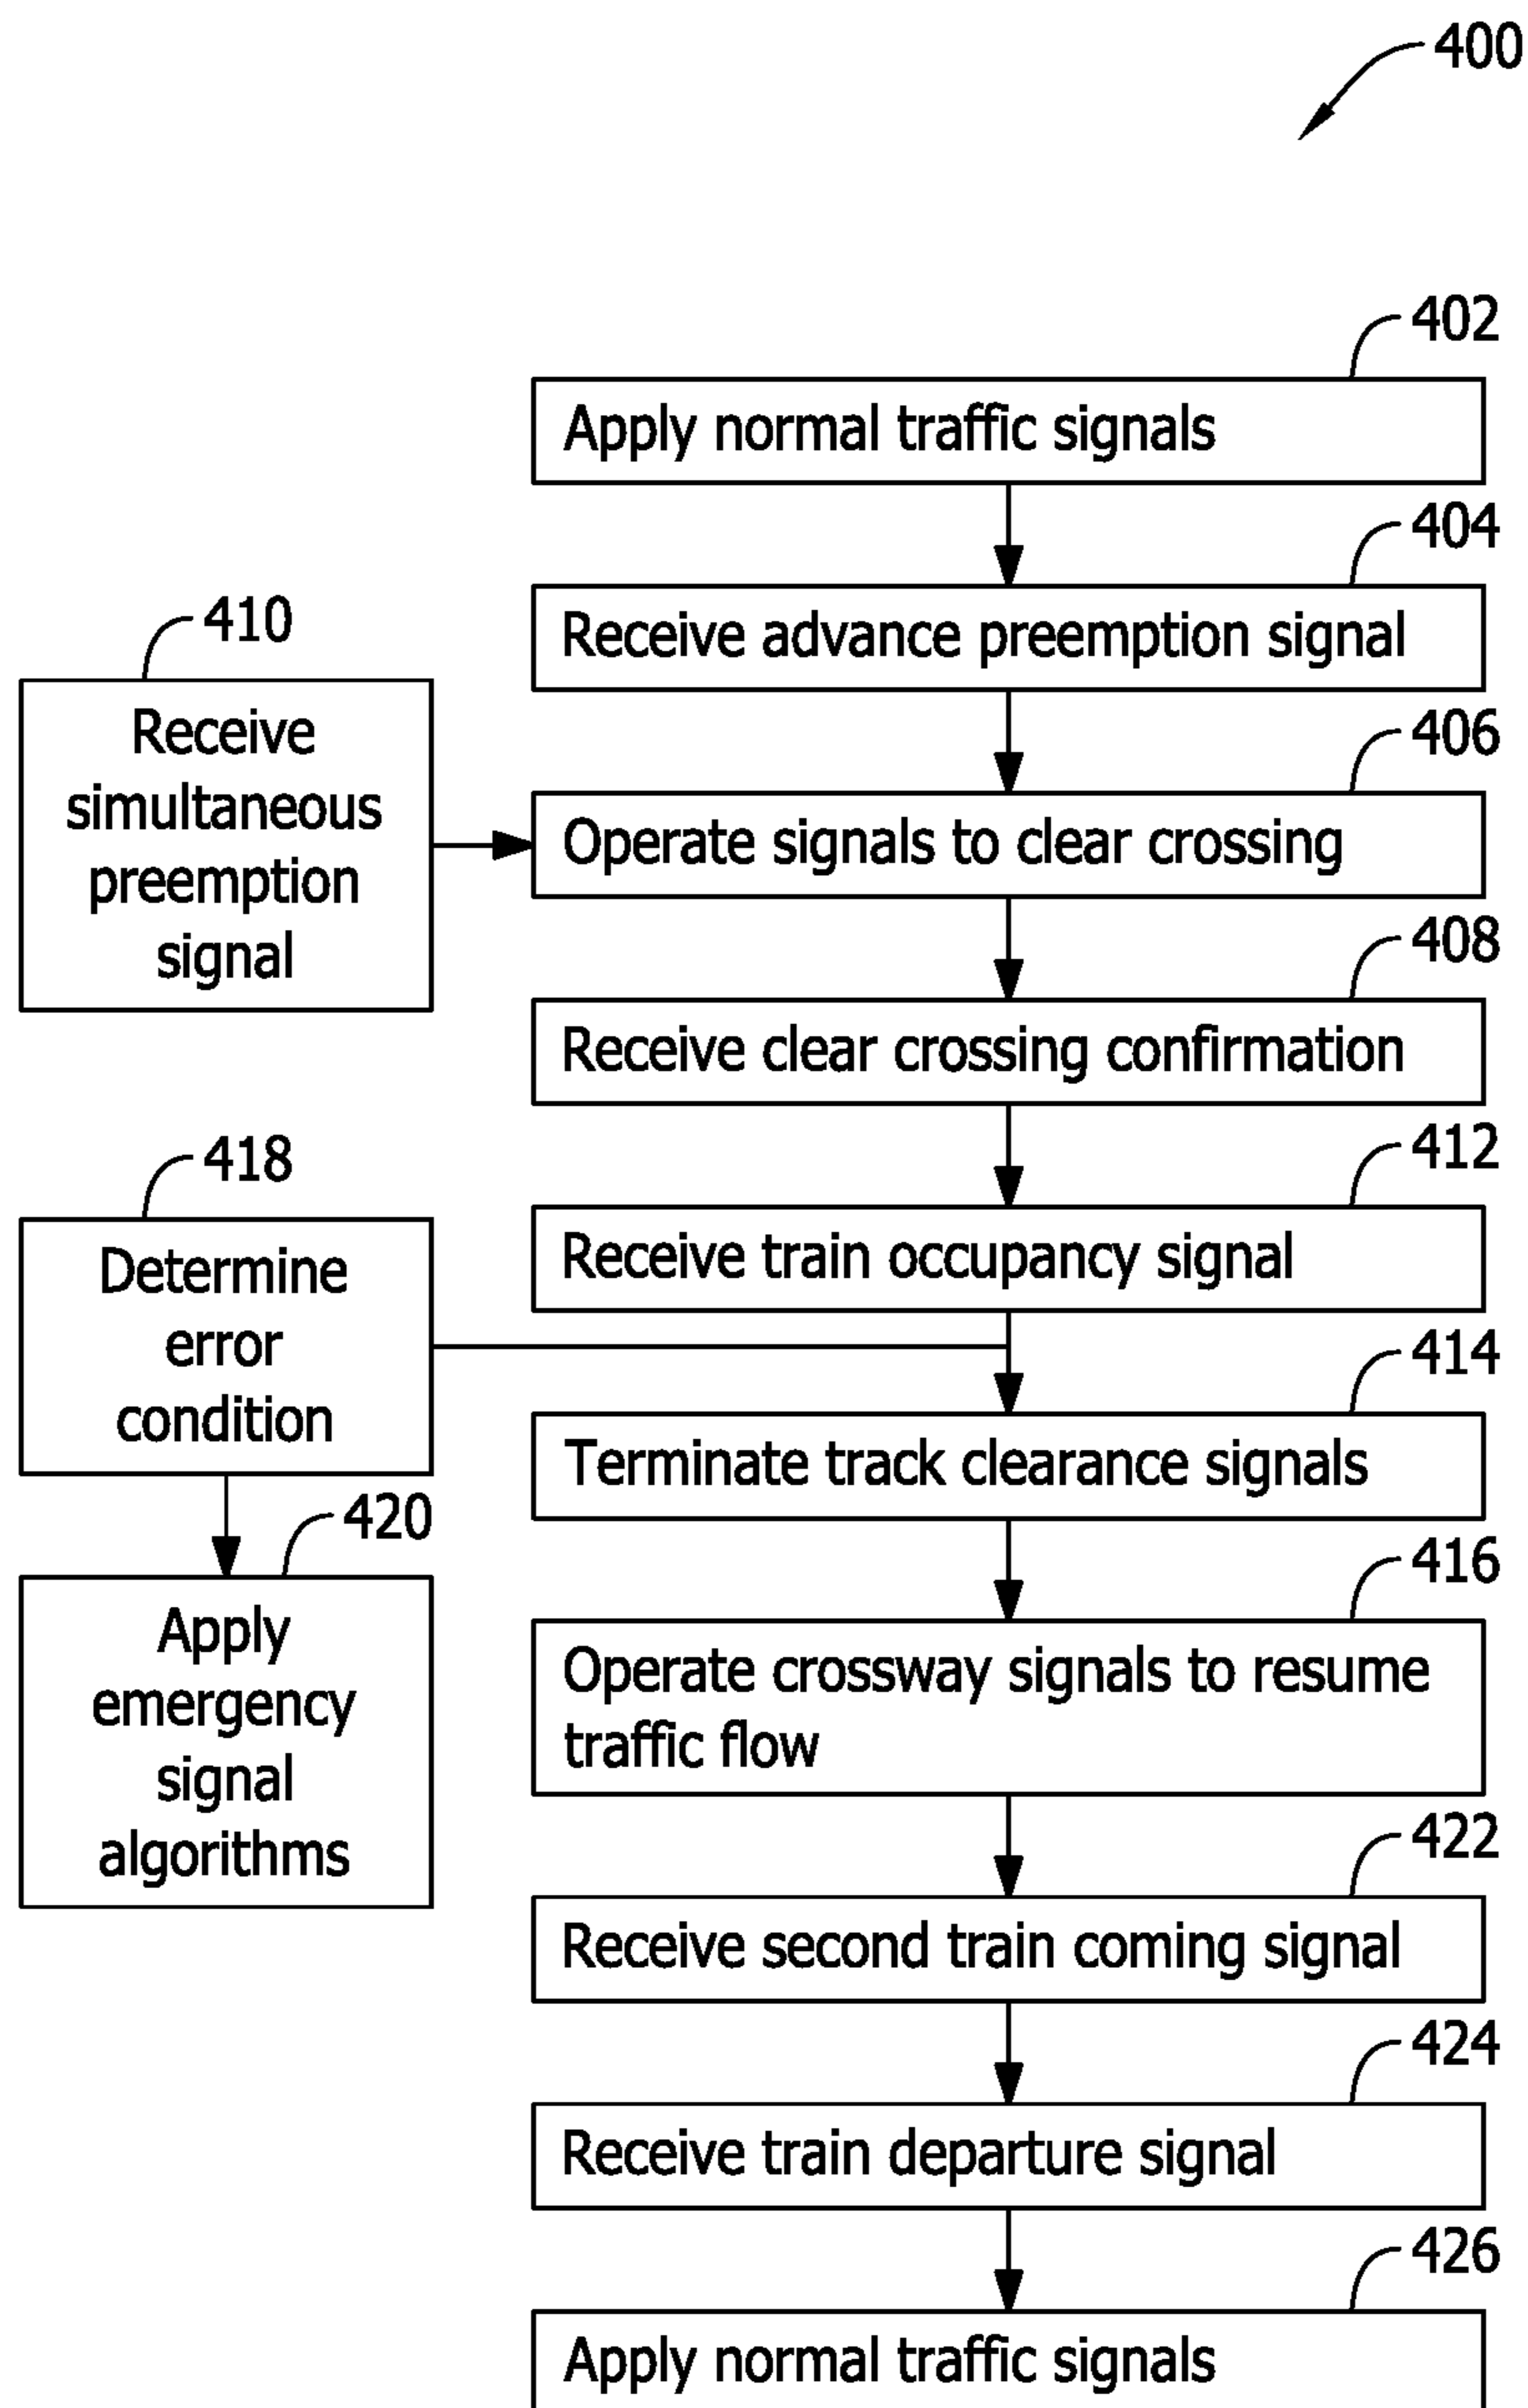 400
402
Apply normal traffic signals
404
Receive advance preemption signal
410
Receive
simultaneous
preemption
signal
406
Operate signals to clear crossing
408
Receive clear crossing confirmation
412
Receive train occupancy signal
418
Determine
error
condition
414
Terminate track clearance signals
420
Apply
emergency
signal
algorithms
416
Operate crossway signals to resume
traffic flow
422
Receive second train coming signal
424
Receive train departure signal
426
Apply normal traffic signals